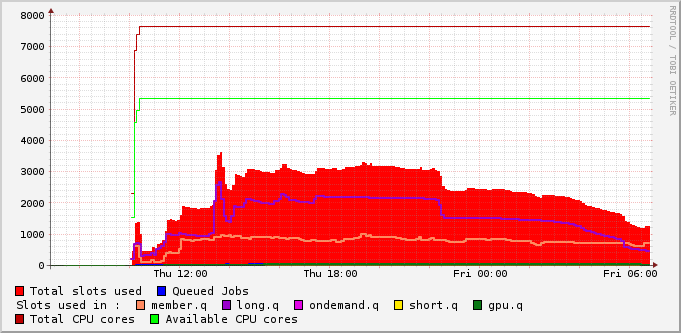 8000
7000
6000
5000
4000
3000
2000
1000
0
Thu 12:00 Thu 18:00 Fri 00:00 Fri 06:00
RRDTOOL / TOBI OETIKER
Total slots used Queued Jobs
Slots used in : member.q long.q ondemand.q short.q gpu.q
Total CPU cores Available CPU cores